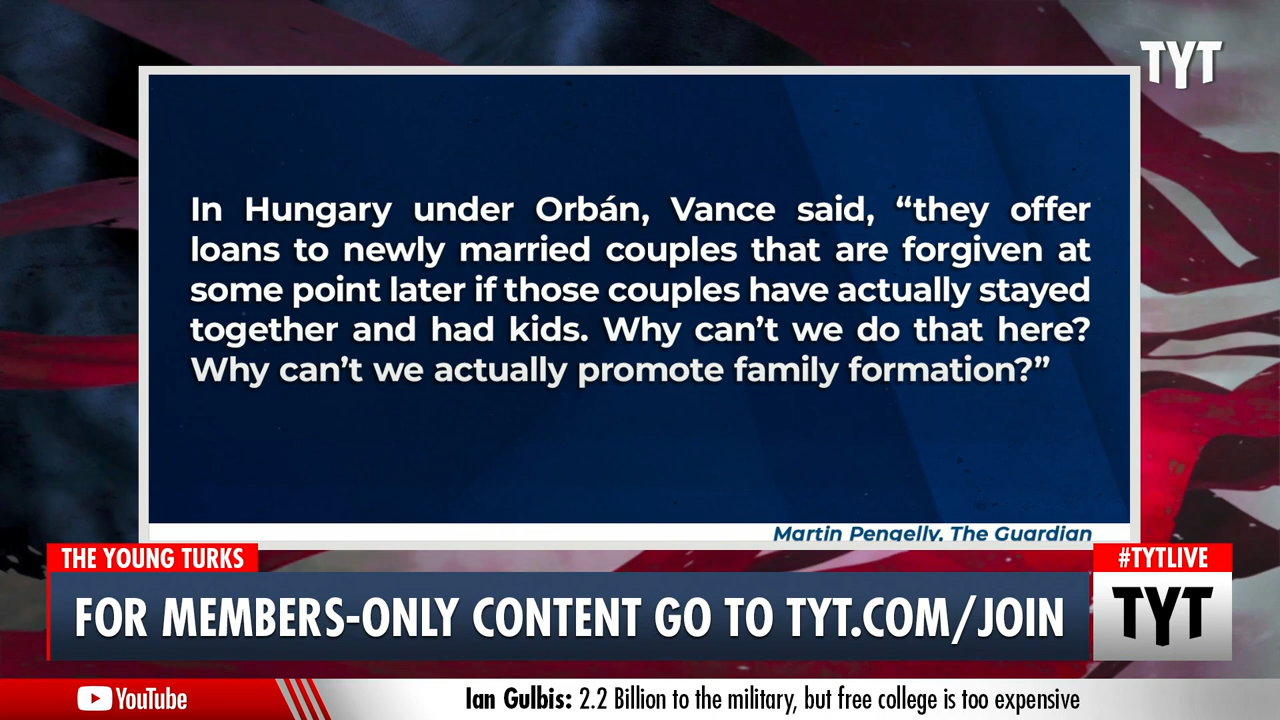 TYT
In Hungary under Orbán, Vance said, “they offer
loans to newly married couples that are forgiven at
some point later if those couples have actually stayed
together and had kids. Why can’t we do that here?
Why can’t we actually promote family formation?”
Martin Pengelly, The Guardian
THE YOUNG TURKS
#TYTLIVE
FOR MEMBERS-ONLY CONTENT GO TO TYT.COM/JOIN
TYT
YouTube
Ian Gulbis: 2.2 Billion to the military, but free college is too expensive